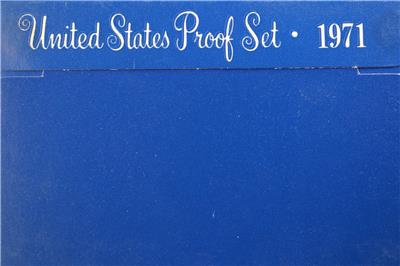 United States Proof Set • 1971